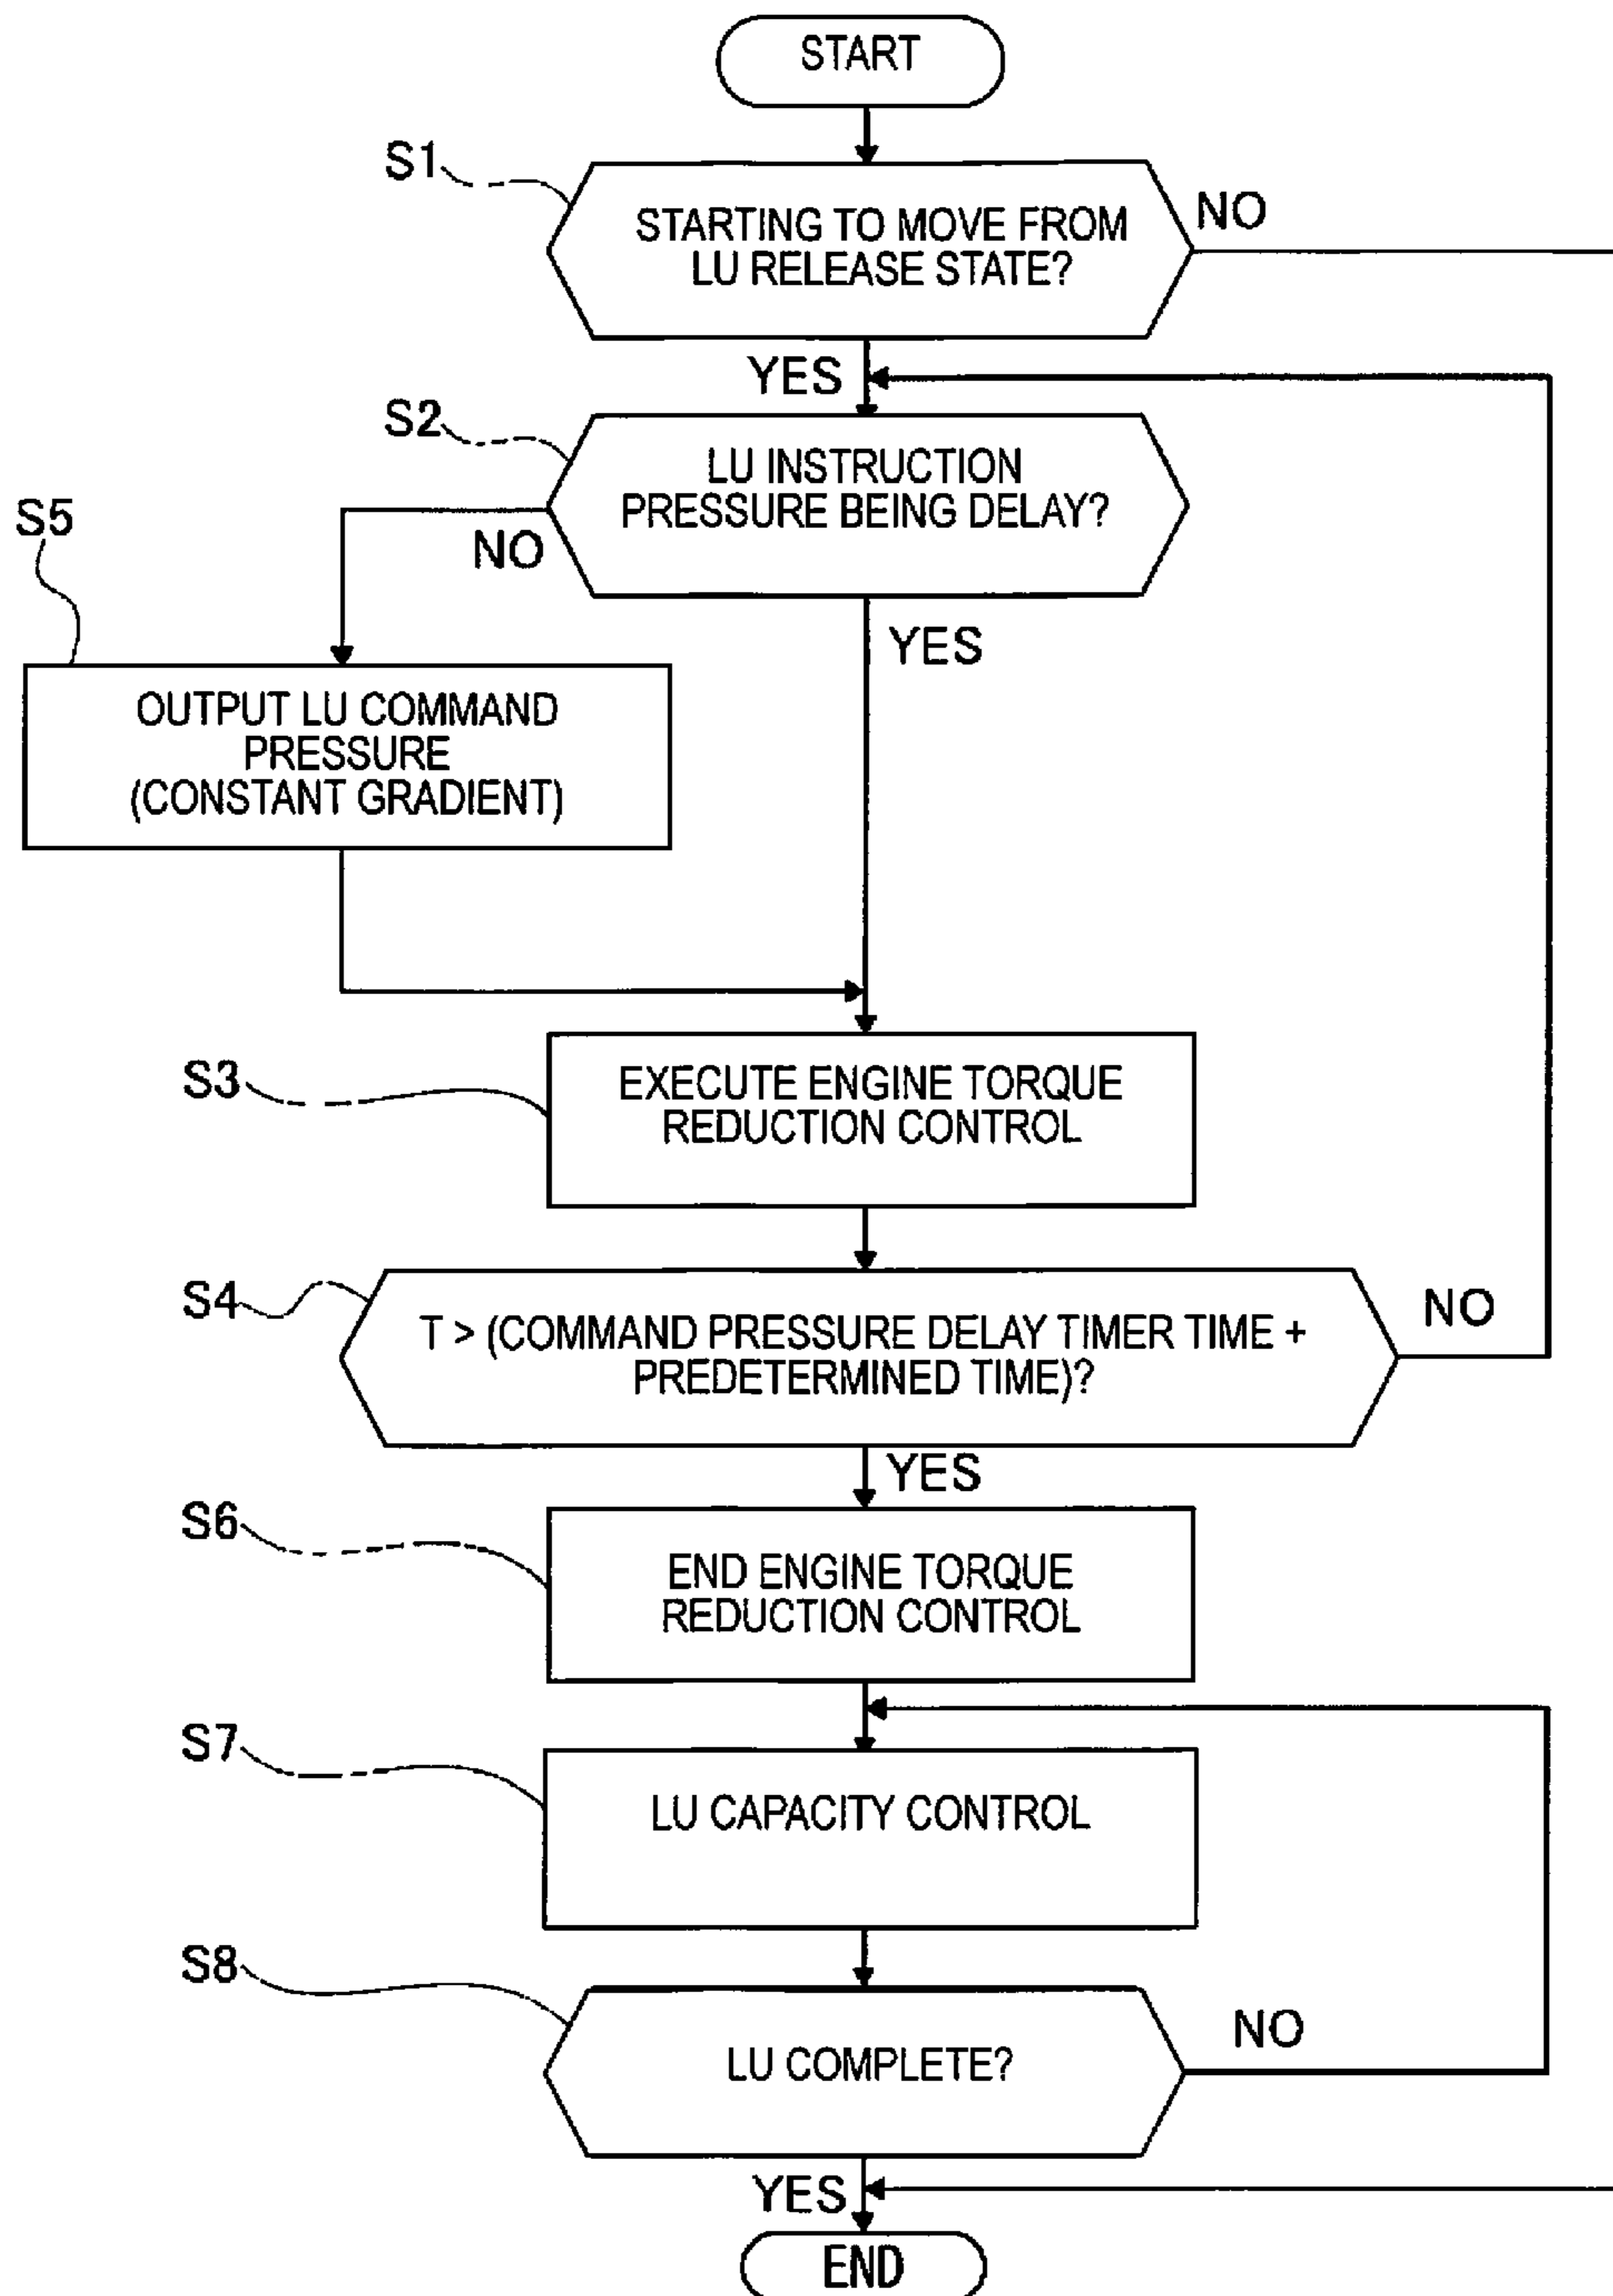 START
S1
STARTING TO MOVE FROM
LU RELEASE STATE?
NO
YES
S2
LU INSTRUCTION
PRESSURE BEING DELAY?
S5
NO
YES
OUTPUT LU COMMAND
PRESSURE
(CONSTANT GRADIENT)
S3
EXECUTE ENGINE TORQUE
REDUCTION CONTROL
S4
T > (COMMAND PRESSURE DELAY TIMER TIME +
PREDETERMINED TIME)?
NO
YES
S6
END ENGINE TORQUE
REDUCTION CONTROL
S7
LU CAPACITY CONTROL
S8
LU COMPLETE?
NO
YES
END